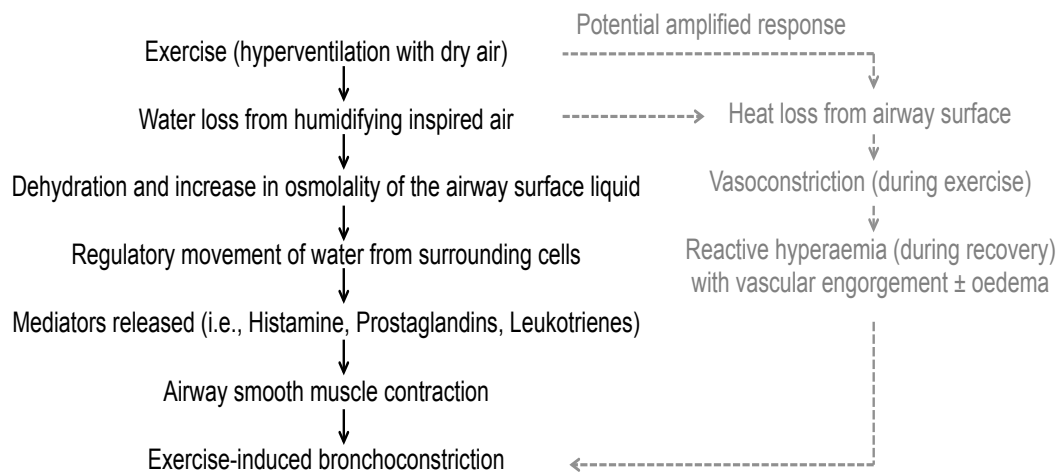 Potential amplified response
Exercise (hyperventilation with dry air)
Water loss from humidifying inspired air
Heat loss from airway surface
Dehydration and increase in osmolality of the airway surface liquid
Vasoconstriction (during exercise)
Regulatory movement of water from surrounding cells
Reactive hyperaemia (during recovery)
with vascular engorgement ± oedema
Mediators released (i.e., Histamine, Prostaglandins, Leukotrienes)
Airway smooth muscle contraction
Exercise-induced bronchoconstriction